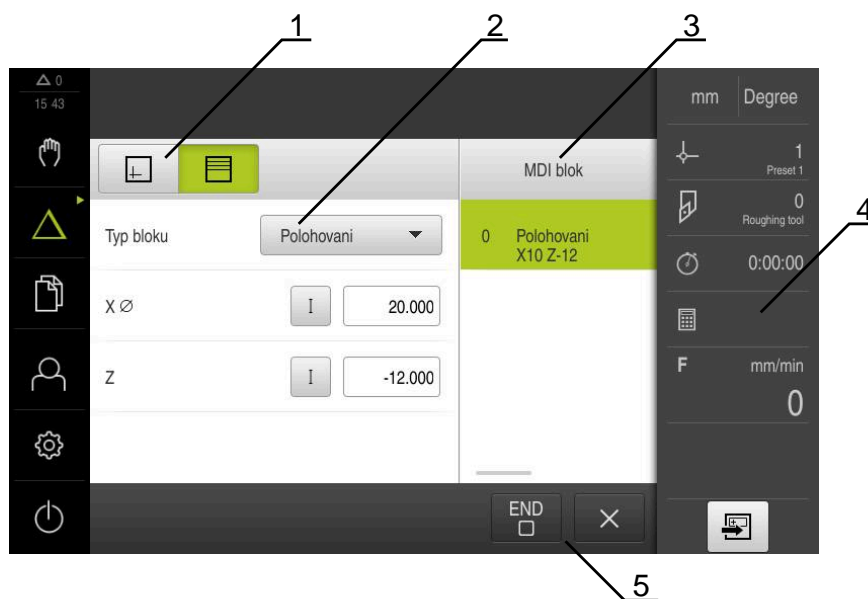 1
2
3
4
5
0
15 43
mm Degree
1
Preset 1
0
Roughing tool
0:00:00
F mm/min
0
MDI blok
Typ bloku Polohovani
0 Polohovani
X10 Z-12
X Ø I 20.000
Z I -12.000
END